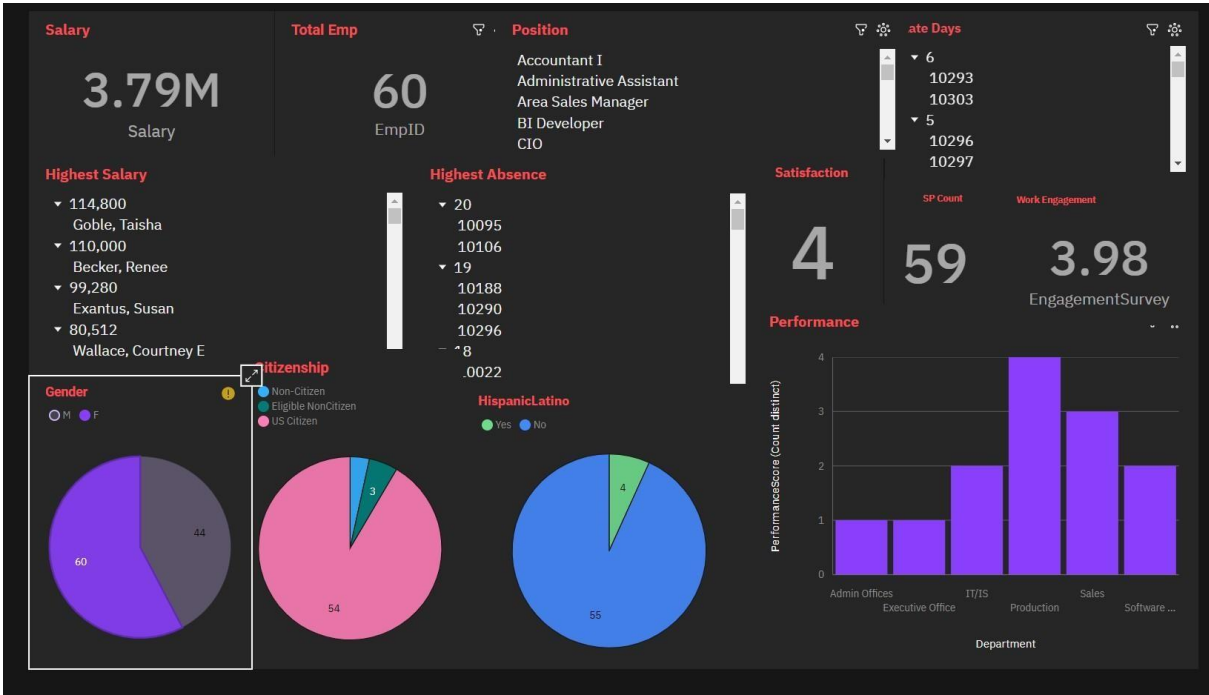 Salary
3.79M
Salary
Total Emp
60
EmpID
Position
Accountant I
Administrative Assistant
Area Sales Manager
BI Developer
CIO
ate Days
6
10293
10303
5
10296
10297
Highest Salary
114,800
Goble, Taisha
110,000
Becker, Renee
99,280
Exantus, Susan
80,512
Wallace, Courtney E
Highest Absence
20
10095
10106
19
10188
10290
10296
Satisfaction
4
SP Count
59
Work Engagement
3.98
EngagementSurvey
Gender
M F
44
60
Citizenship
Non-Citizen
Eligible NonCitizen
US Citizen
3
54
HispanicLatino
Yes No
4
55
Performance
PerformanceScore (Count distinct)
4
3
2
1
0
Admin Offices
Executive Office
IT/IS
Production
Sales
Software ...
Department